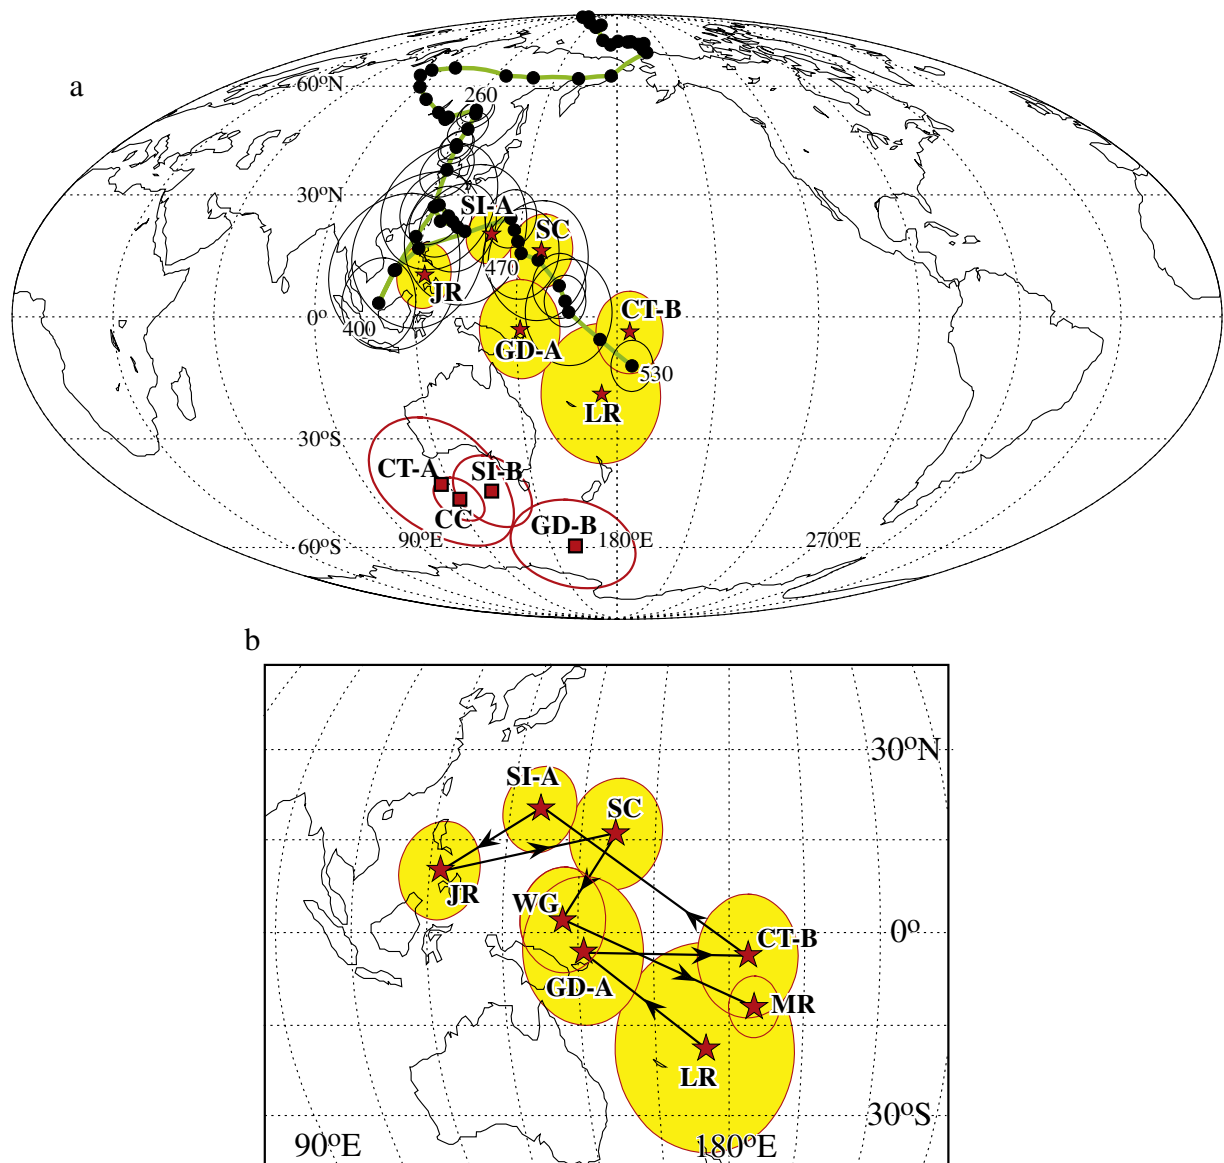 a
60°N
260
30°N
SI-A
SC
470
JR
0°
400
CT-B
GD-A
530
LR
30°S
CT-A
SI-B
CC
GD-B
60°S
90°E
180°E
270°E
b
30°N
SI-A
SC
JR
WG
0°
CT-B
GD-A
MR
LR
30°S
90°E
180°E